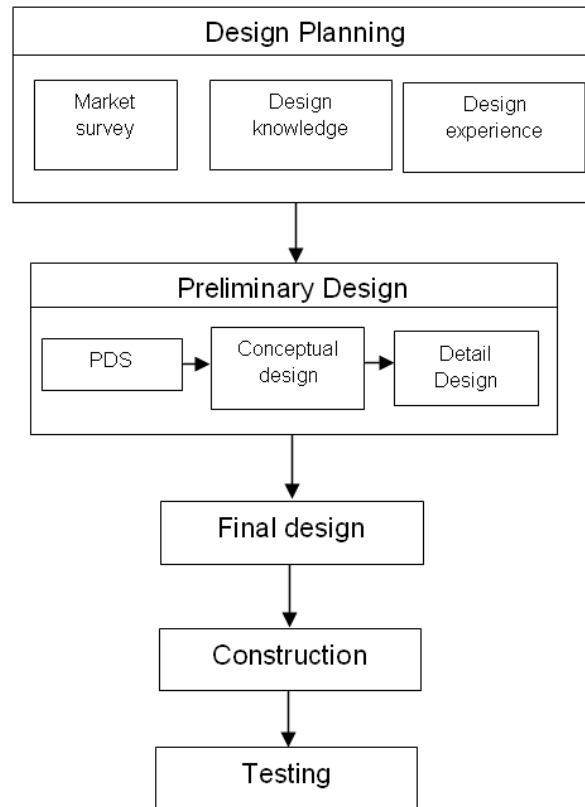 Design Planning
Market
survey
Design
knowledge
Design
experience
Preliminary Design
PDS
Conceptual
design
Detail
Design
Final design
Construction
Testing